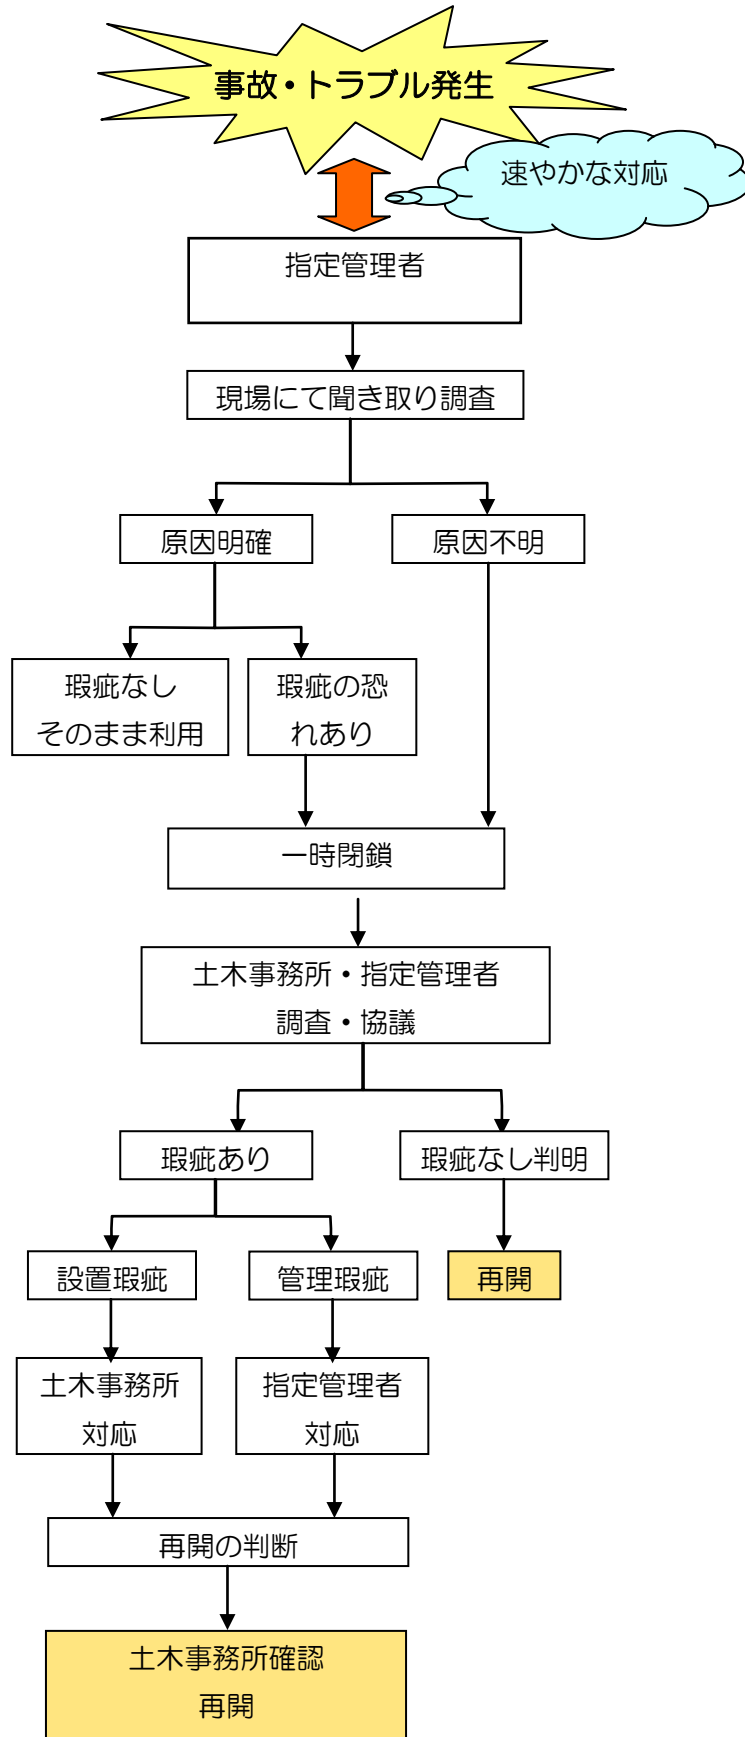 事故・トラブル発生
速やかな対応
指定管理者
現場にて聞き取り調査
原因明確
原因不明
瑕疵なし
そのまま利用
瑕疵の恐
れあり
一時閉鎖
土木事務所・指定管理者
調査・協議
瑕疵あり
瑕疵なし判明
設置瑕疵
管理瑕疵
再開
土木事務所
対応
指定管理者
対応
再開の判断
土木事務所確認
再開